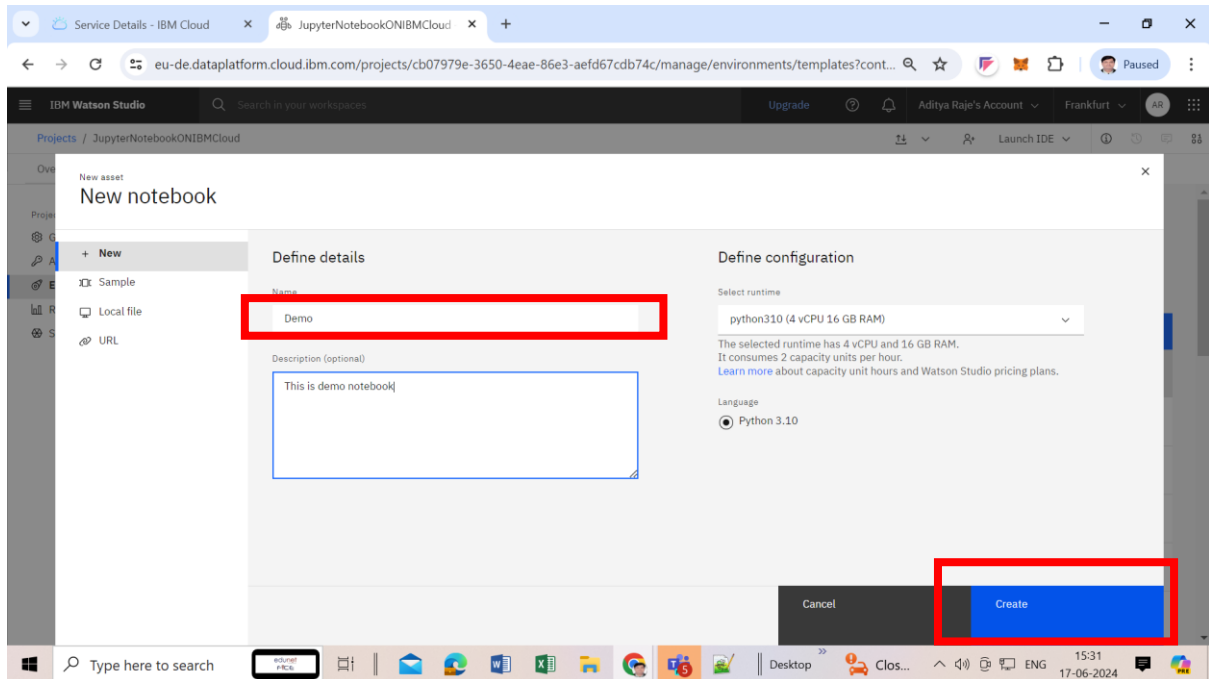 Service Details - IBM Cloud
JupyterNotebookONIBMCloud
eu-de.dataplatform.cloud.ibm.com/projects/cb07979e-3650-4eae-86e3-aefd67cdb74c/manage/environments/templates?cont...
Paused
IBM Watson Studio
Search in your workspaces
Upgrade
Aditya Raje's Account
Frankfurt
AR
Projects / JupyterNotebookONIBMCloud
Launch IDE
Ove
New asset
New notebook
Proje
G
A
E
R
S
+ New
Sample
Local file
URL
Define details
Name
Demo
Description (optional)
This is demo notebook
Define configuration
Select runtime
python310 (4 vCPU 16 GB RAM)
The selected runtime has 4 vCPU and 16 GB RAM.
It consumes 2 capacity units per hour.
Learn more about capacity unit hours and Watson Studio pricing plans.
Language
Python 3.10
Cancel
Create
Type here to search
edunet
Desktop
Clos...
ENG
15:31
17-06-2024
PRE